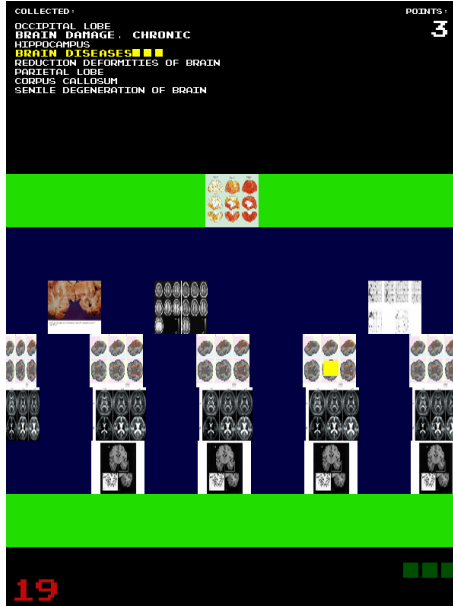 COLLECTED:
POINTS:
3
OCCIPITAL LOBE
BRAIN DAMAGE, CHRONIC
HIPPOCAMPUS
BRAIN DISEASES
REDUCTION DEFORMITIES OF BRAIN
PARIETAL LOBE
CORPUS CALLOSUM
SENILE DEGENERATION OF BRAIN
19